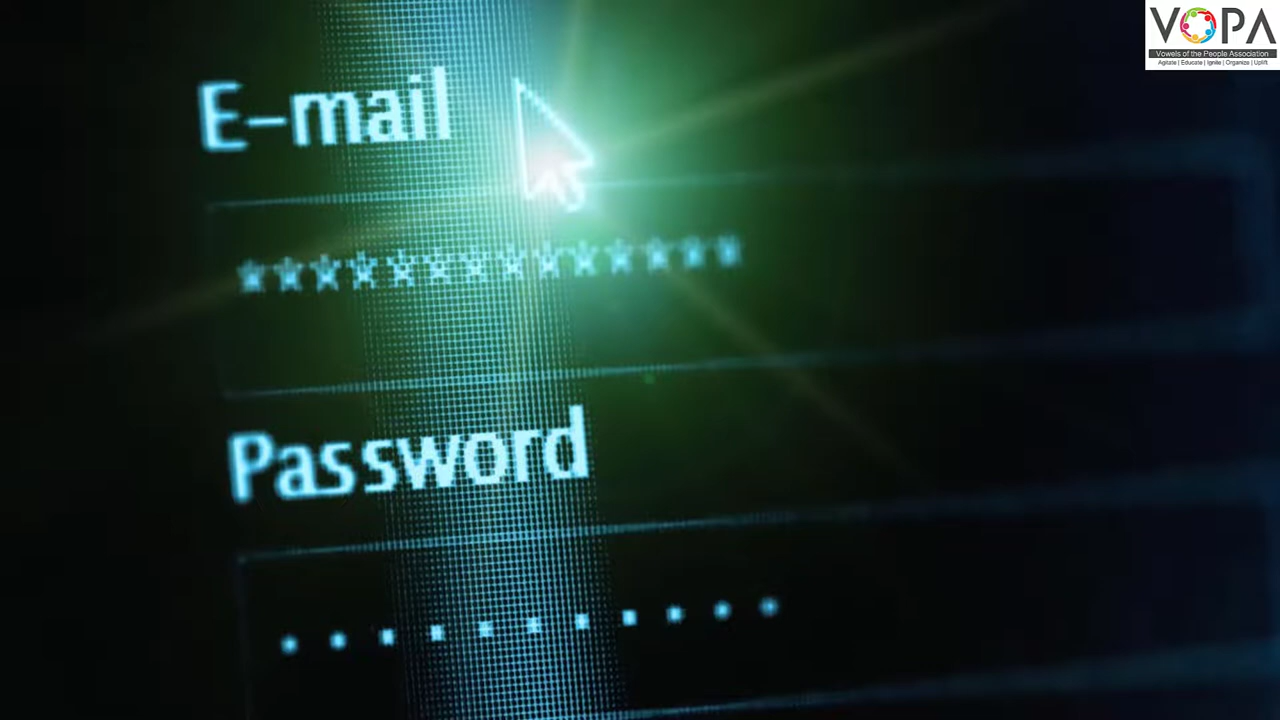 VOPA
Vowels of the People Association
Agitate | Educate | Ignite | Organize | Uplift
E-mail
**************
Password
...........